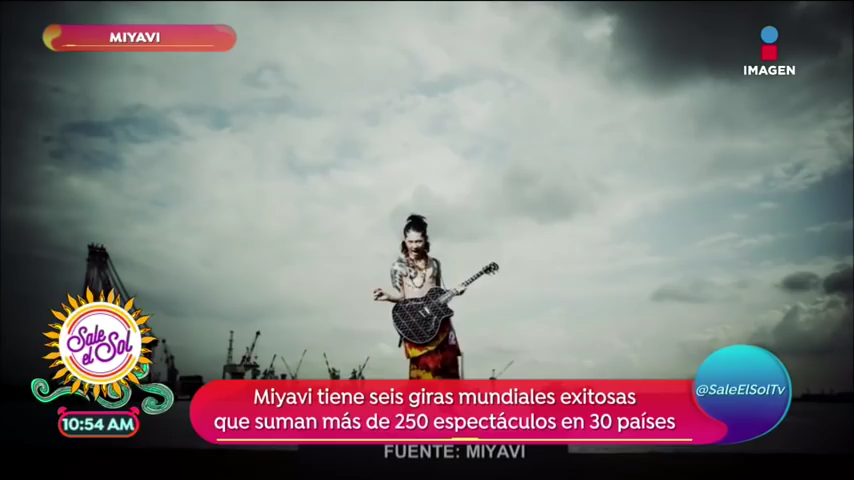 MIYAVI
IMAGEN
Sale
el Sol
10:54 AM
Miyavi tiene seis giras mundiales exitosas
que suman más de 250 espectáculos en 30 países
@SaleElSolTv
FUENTE: MIYAVI